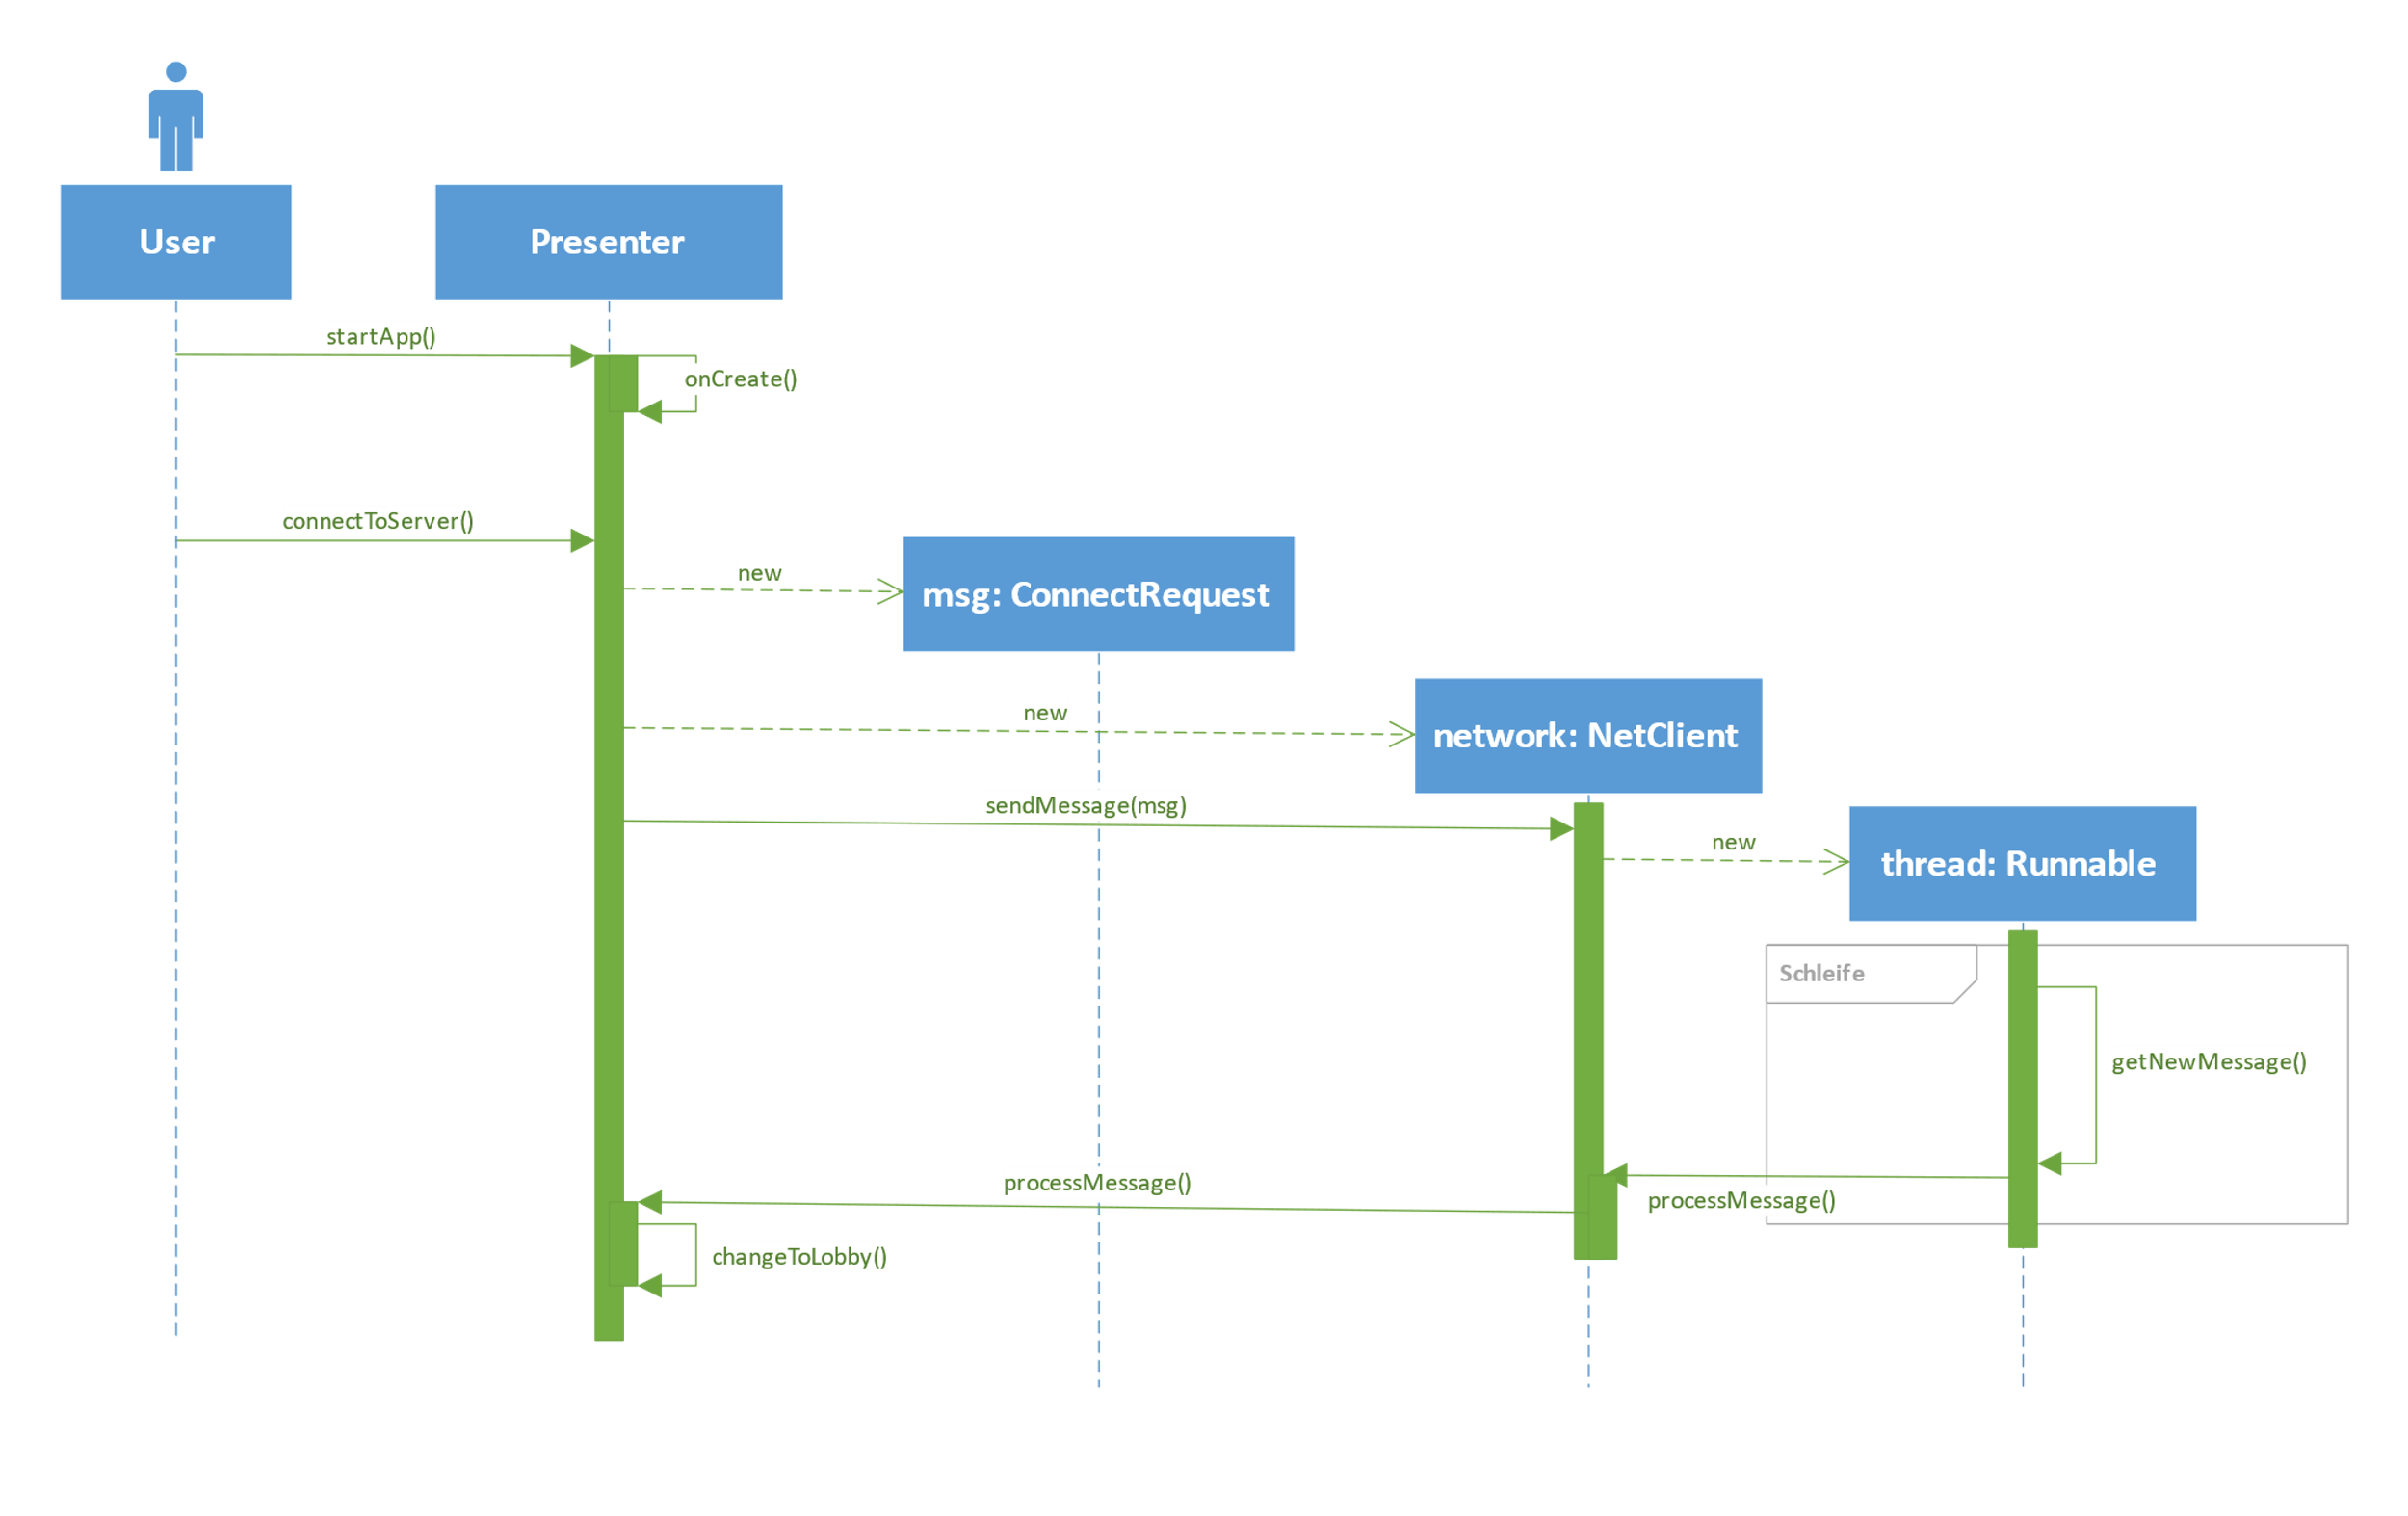 User
Presenter
startApp()
onCreate()
connectToServer()
new
msg: ConnectRequest
new
network: NetClient
sendMessage(msg)
new
thread: Runnable
Schleife
getNewMessage()
processMessage()
processMessage()
changeToLobby()